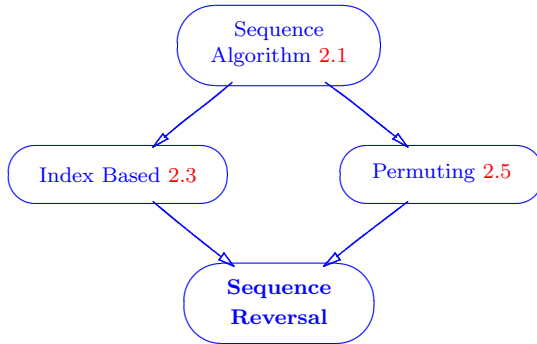 Sequence
Algorithm 2.1
Index Based 2.3
Permuting 2.5
Sequence
Reversal